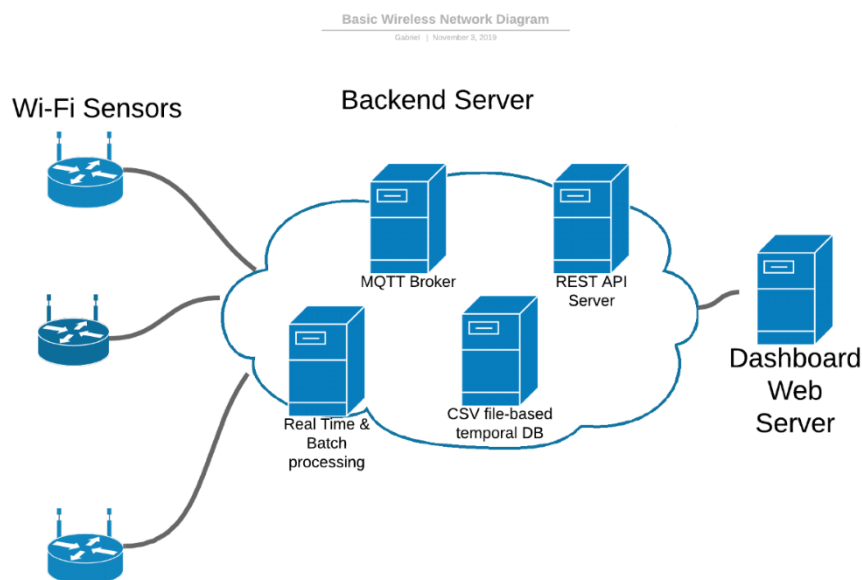 Basic Wireless Network Diagram
Gabriel | November 3, 2019
Wi-Fi Sensors
Backend Server
MQTT Broker
REST API
Server
Real Time &
Batch
processing
CSV file-based
temporal DB
Dashboard
Web
Server